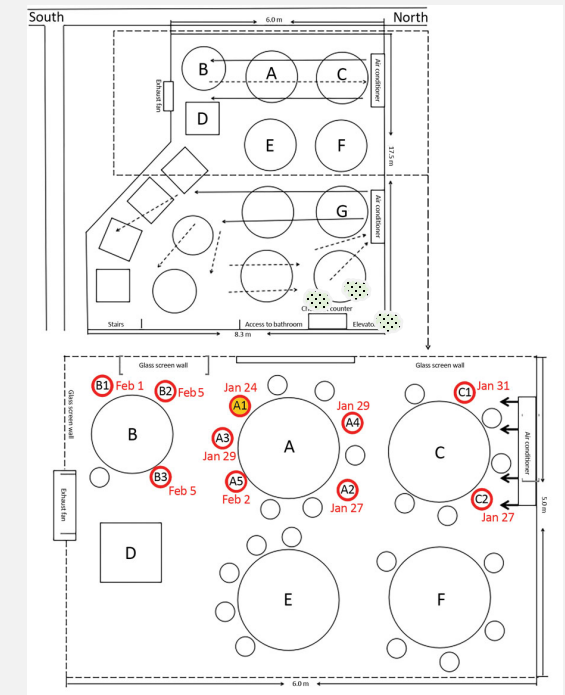 South
North
6.0 m
B
A
C
Air conditioner
Exhaust fan
D
E
F
17.5 m
G
Air conditioner
counter
Stairs
Access to bathroom
8.3 m
Glass screen wall
Glass screen wall
Glass screen wall
B1 Feb 1
B2 Feb 5
Jan 24
A1
C1 Jan 31
Jan 29
A4
B
A3
Jan 29
A
C
Air conditioner
B3
Feb 5
A5
Feb 2
A2
Jan 27
C2
Jan 27
Exhaust fan
5.0 m
D
E
F
6.0 m